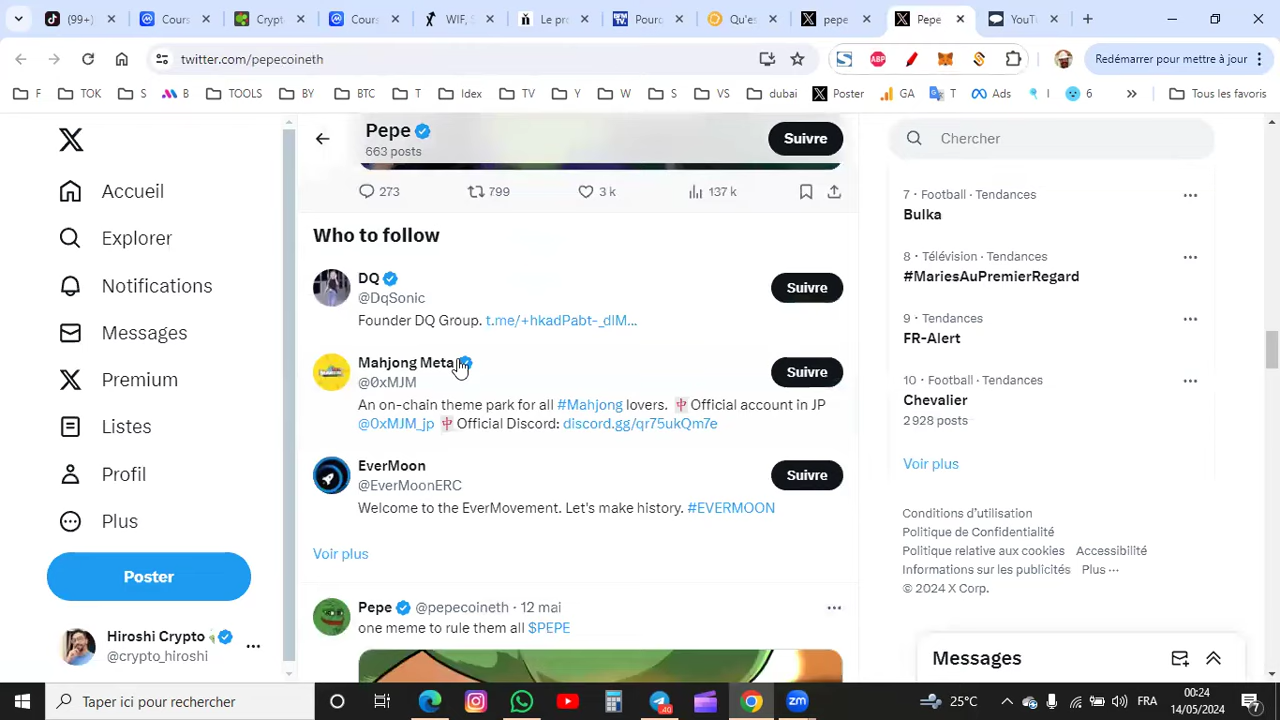 (99+)
Cours
Crypt
Cours
WIF, S
Le pr
Pourc
Qu'es
pepe
Pepe
YouT
twitter.com/pepecoineth
Redémarrer pour mettre à jour
F
TOK
S
B
TOOLS
BY
BTC
T
Idex
TV
Y
W
S
VS
dubai
Poster
GA
T
Ads
I
6
Tous les favoris
Accueil
Explorer
Notifications
Messages
Premium
Listes
Profil
Plus
Poster
Hiroshi Crypto
@crypto_hiroshi
Pepe
663 posts
Suivre
273
799
3 k
137 k
Who to follow
DQ
@DqSonic
Founder DQ Group. t.me/+hkadPabt-_dlM...
Suivre
Mahjong Meta
@0xMJM
An on-chain theme park for all #Mahjong lovers. 🀄Official account in JP
@0xMJM_jp 🀄Official Discord: discord.gg/qr75ukQm7e
Suivre
EverMoon
@EverMoonERC
Welcome to the EverMovement. Let's make history. #EVERMOON
Suivre
Voir plus
Pepe @pepecoineth · 12 mai
one meme to rule them all $PEPE
Chercher
7 · Football · Tendances
Bulka
8 · Télévision · Tendances
#MariesAuPremierRegard
9 · Tendances
FR-Alert
10 · Football · Tendances
Chevalier
2 928 posts
Voir plus
Conditions d'utilisation
Politique de Confidentialité
Politique relative aux cookies Accessibilité
Informations sur les publicités Plus ···
© 2024 X Corp.
Messages
Taper ici pour rechercher
40
zm
25°C
FRA
00:24
14/05/2024
7